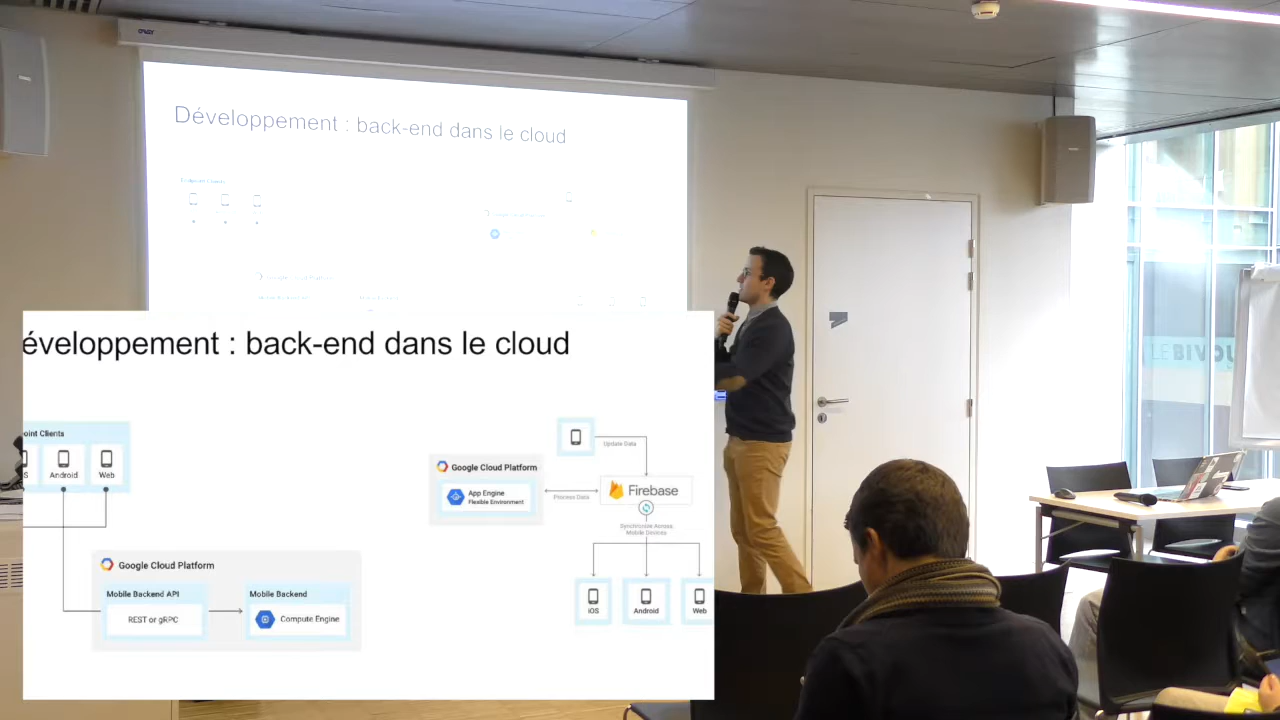 Développement : back-end dans le cloud
éveloppement : back-end dans le cloud
oint Clients
S
Android
Web
Google Cloud Platform
Mobile Backend API
REST or gRPC
Mobile Backend
Compute Engine
Update Data
Google Cloud Platform
App Engine
Flexible Environment
Process Data
Firebase
Synchronize Across
Mobile Devices
iOS
Android
Web
LE BIVOU